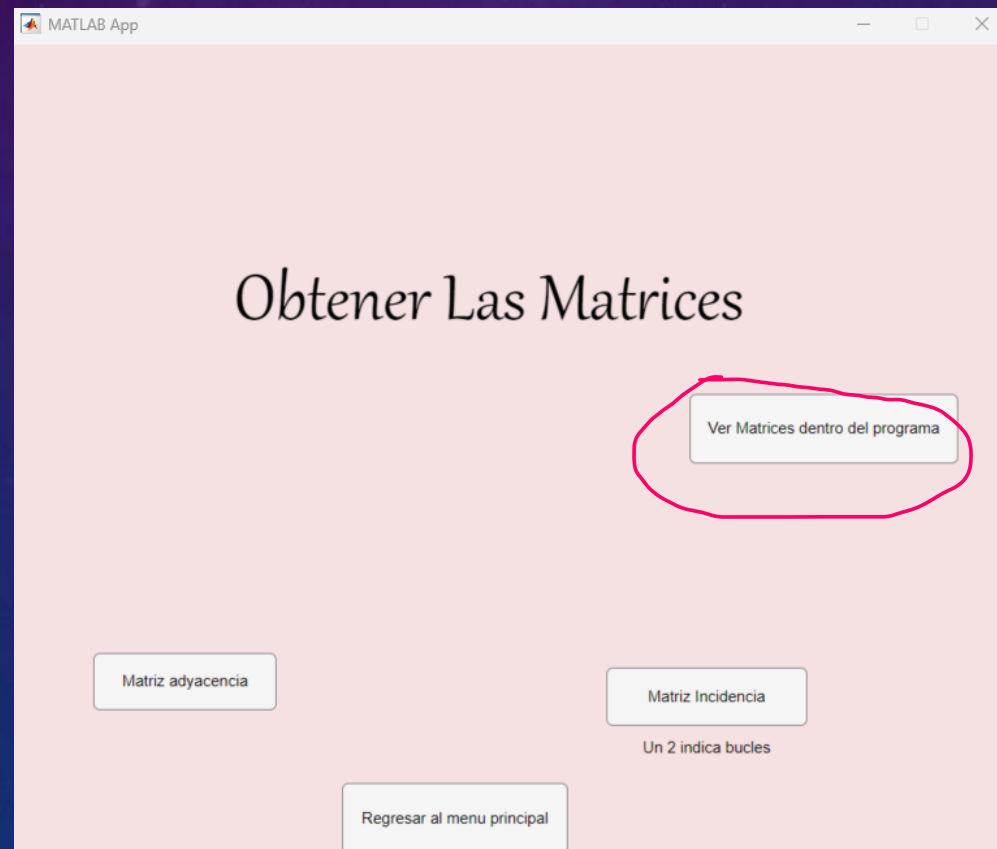 MATLAB App
Obtener Las Matrices
Ver Matrices dentro del programa
Matriz adyacencia
Matriz Incidencia
Un 2 indica bucles
Regresar al menu principal